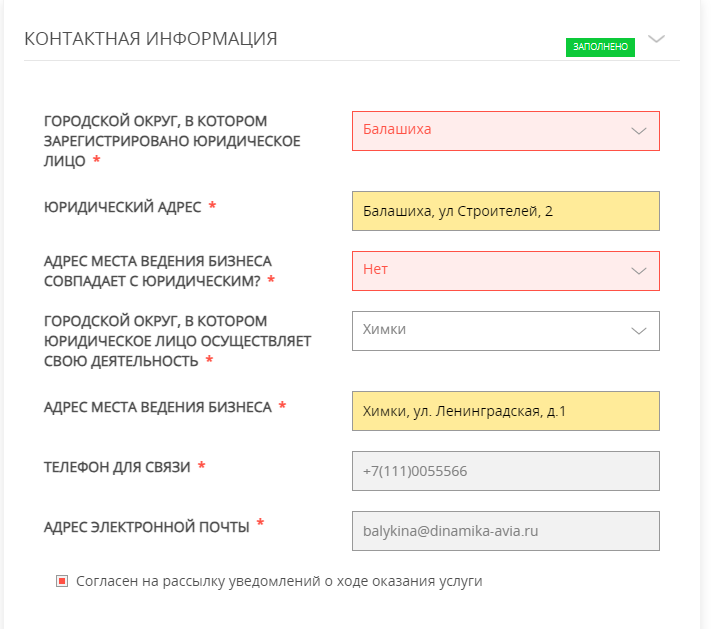 КОНТАКТНАЯ ИНФОРМАЦИЯ
ЗАПОЛНЕНО
ГОРОДСКОЙ ОКРУГ, В КОТОРОМ
ЗАРЕГИСТРИРОВАНО ЮРИДИЧЕСКОЕ
ЛИЦО *
Балашиха
ЮРИДИЧЕСКИЙ АДРЕС *
Балашиха, ул Строителей, 2
АДРЕС МЕСТА ВЕДЕНИЯ БИЗНЕСА
СОВПАДАЕТ С ЮРИДИЧЕСКИМ? *
Нет
ГОРОДСКОЙ ОКРУГ, В КОТОРОМ
ЮРИДИЧЕСКОЕ ЛИЦО ОСУЩЕСТВЛЯЕТ
СВОЮ ДЕЯТЕЛЬНОСТЬ *
Химки
АДРЕС МЕСТА ВЕДЕНИЯ БИЗНЕСА *
Химки, ул. Ленинградская, д.1
ТЕЛЕФОН ДЛЯ СВЯЗИ *
+7(111)0055566
АДРЕС ЭЛЕКТРОННОЙ ПОЧТЫ *
balykina@dinamika-avia.ru
Согласен на рассылку уведомлений о ходе оказания услуги